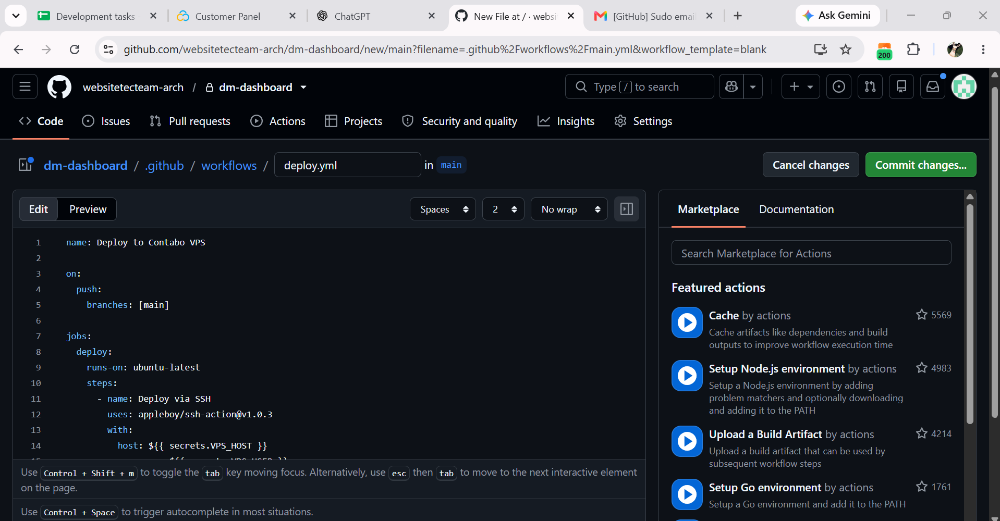 Development tasks
Customer Panel
ChatGPT
New File at / · websi
[GitHub] Sudo email
Ask Gemini
github.com/websitetecteam-arch/dm-dashboard/new/main?filename=.github%2Fworkflows%2Fmain.yml&workflow_template=blank
200
websitetecteam-arch / dm-dashboard
Type / to search
Code
Issues
Pull requests
Actions
Projects
Security and quality
Insights
Settings
dm-dashboard / .github / workflows / deploy.yml in main
Cancel changes
Commit changes...
Edit
Preview
Spaces
2
No wrap
1 name: Deploy to Contabo VPS
2
3 on:
4 push:
5 branches: [main]
6
7 jobs:
8 deploy:
9 runs-on: ubuntu-latest
10 steps:
11 - name: Deploy via SSH
12 uses: appleboy/ssh-action@v1.0.3
13 with:
14 host: ${{ secrets.VPS_HOST }}
Use Control + Shift + m to toggle the tab key moving focus. Alternatively, use esc then tab to move to the next interactive element
on the page.
Use Control + Space to trigger autocomplete in most situations.
Marketplace
Documentation
Search Marketplace for Actions
Featured actions
Cache by actions
5569
Cache artifacts like dependencies and build
outputs to improve workflow execution time
Setup Node.js environment by actions
4983
Setup a Node.js environment by adding
problem matchers and optionally downloading
and adding it to the PATH
Upload a Build Artifact by actions
4214
Upload a build artifact that can be used by
subsequent workflow steps
Setup Go environment by actions
1761
Setup a Go environment and add it to the PATH